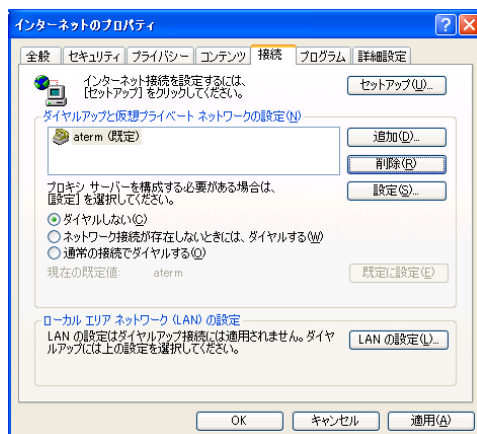 インターネットのプロパティ
全般 セキュリティ プライバシー コンテンツ 接続 プログラム 詳細設定
インターネット接続を設定するには、
[セットアップ] をクリックしてください。
セットアップ(U)...
ダイヤルアップと仮想プライベート ネットワークの設定(N)
aterm (既定)
追加(D)...
削除(R)
プロキシ サーバーを構成する必要がある場合は、
[設定] を選択してください。
設定(S)...
ダイヤルしない(C)
ネットワーク接続が存在しないときには、ダイヤルする(W)
通常の接続でダイヤルする(O)
現在の既定値: aterm
既定に設定(E)
ローカル エリア ネットワーク (LAN) の設定
LAN の設定はダイヤルアップ接続には適用されません。ダイヤ
ルアップには上の設定を選択してください。
LAN の設定(L)...
OK キャンセル 適用(A)